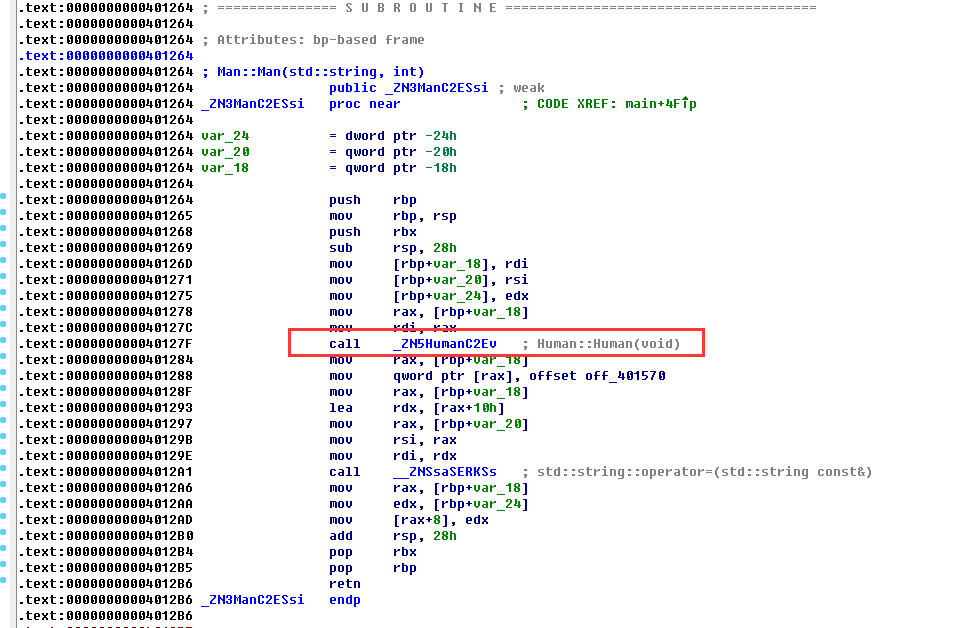 .text:0000000000401264 ; =============== S U B R O U T I N E =======================================
.text:0000000000401264
.text:0000000000401264 ; Attributes: bp-based frame
.text:0000000000401264
.text:0000000000401264 ; Man::Man(std::string, int)
.text:0000000000401264 public _ZN3ManC2ESsi ; weak
.text:0000000000401264 _ZN3ManC2ESsi proc near ; CODE XREF: main+4F↑p
.text:0000000000401264
.text:0000000000401264 var_24 = dword ptr -24h
.text:0000000000401264 var_20 = qword ptr -20h
.text:0000000000401264 var_18 = qword ptr -18h
.text:0000000000401264
.text:0000000000401264 push rbp
.text:0000000000401265 mov rbp, rsp
.text:0000000000401268 push rbx
.text:0000000000401269 sub rsp, 28h
.text:000000000040126D mov [rbp+var_18], rdi
.text:0000000000401271 mov [rbp+var_20], rsi
.text:0000000000401275 mov [rbp+var_24], edx
.text:0000000000401278 mov rax, [rbp+var_18]
.text:000000000040127C mov rdi, rax
.text:000000000040127F call _ZN5HumanC2Ev ; Human::Human(void)
.text:0000000000401284 mov rax, [rbp+var_18]
.text:0000000000401288 mov qword ptr [rax], offset off_401570
.text:000000000040128F mov rax, [rbp+var_18]
.text:0000000000401293 lea rdx, [rax+10h]
.text:0000000000401297 mov rax, [rbp+var_20]
.text:000000000040129B mov rsi, rax
.text:000000000040129E mov rdi, rdx
.text:00000000004012A1 call __ZNSsaSERKSs ; std::string::operator=(std::string const&)
.text:00000000004012A6 mov rax, [rbp+var_18]
.text:00000000004012AA mov edx, [rbp+var_24]
.text:00000000004012AD mov [rax+8], edx
.text:00000000004012B0 add rsp, 28h
.text:00000000004012B4 pop rbx
.text:00000000004012B5 pop rbp
.text:00000000004012B6 retn
.text:00000000004012B6 _ZN3ManC2ESsi endp
.text:00000000004012B6